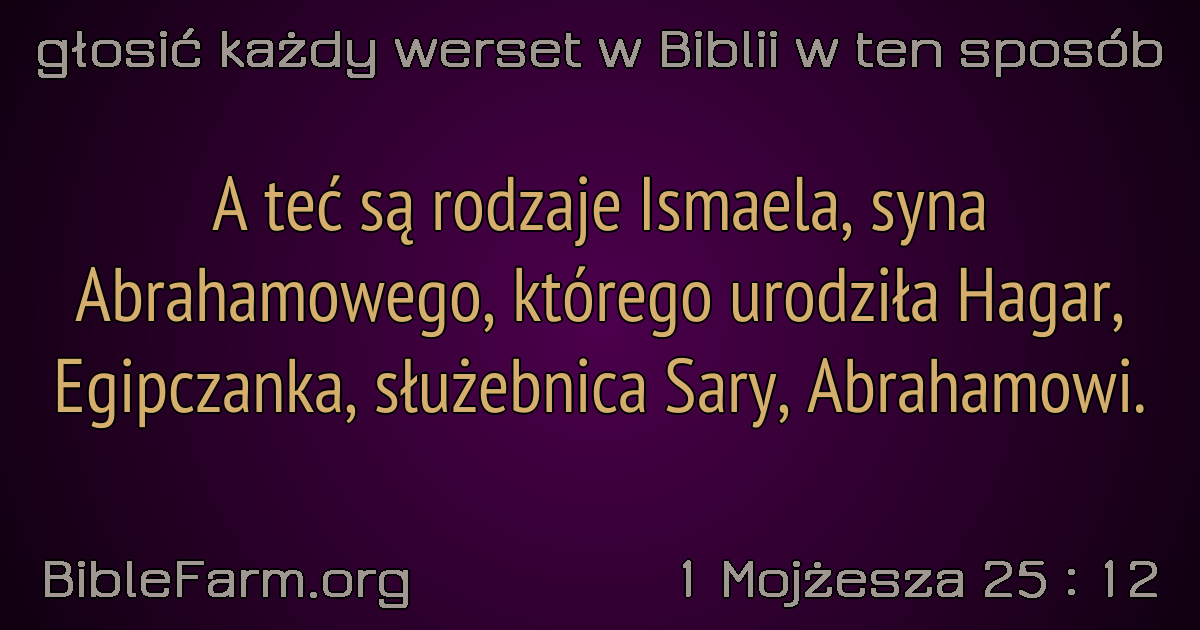 głosić każdy werset w Biblii w ten sposób
A teć są rodzaje Ismaela, syna
Abrahamowego, którego urodziła Hagar,
Egipczanka, służebnica Sary, Abrahamowi.
BibleFarm.org
1 Mojżesza 25 : 12